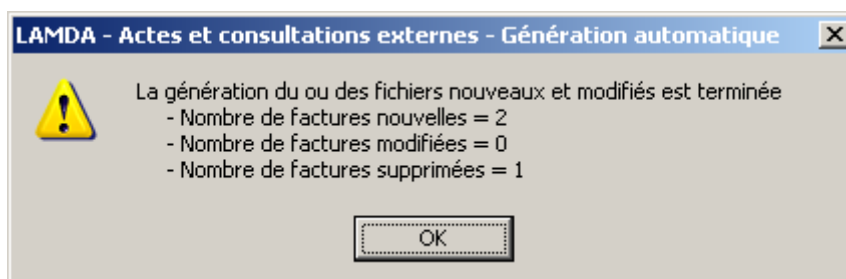 LAMDA - Actes et consultations externes - Génération automatique
La génération du ou des fichiers nouveaux et modifiés est terminée
- Nombre de factures nouvelles = 2
- Nombre de factures modifiées = 0
- Nombre de factures supprimées = 1
OK